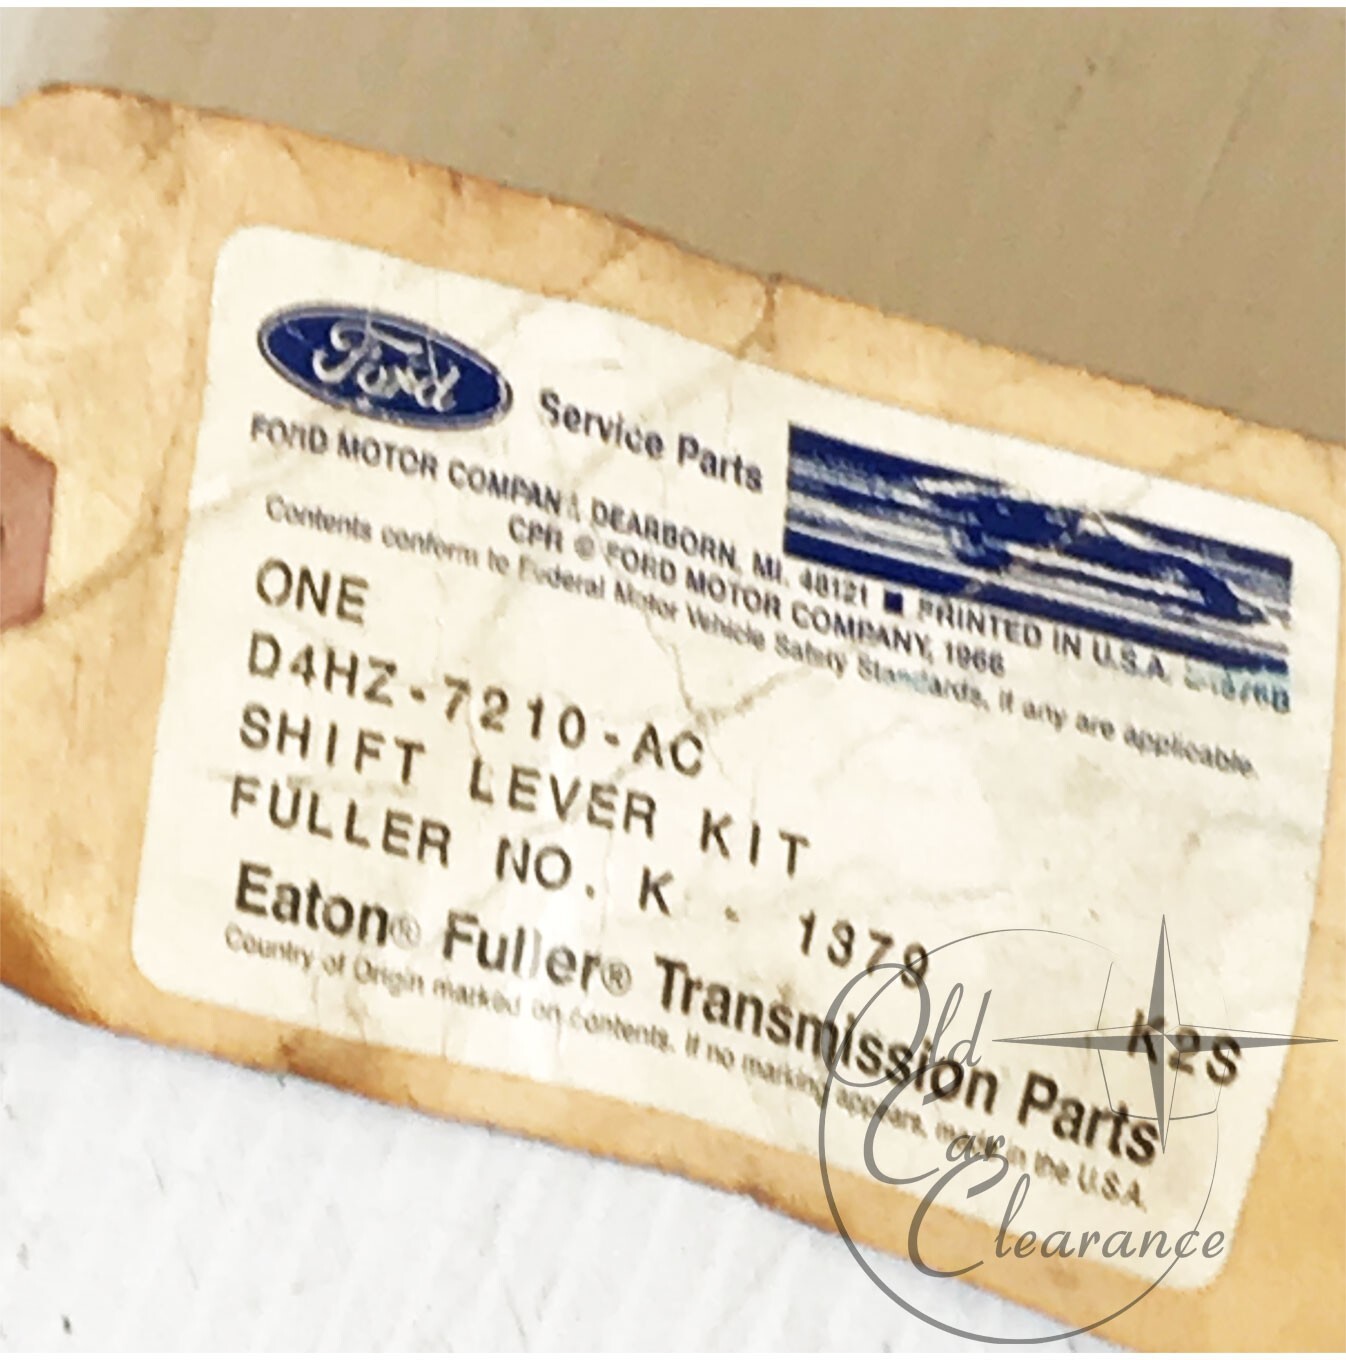 Ford
Service Parts
FORD MOTOR COMPANY, DEARBORN, MI. 48121 ■ PRINTED IN U.S.A.
CPR © FORD MOTOR COMPANY, 1966
Contents conform to Federal Motor Vehicle Safety Standards, if any are applicable.
ONE
D4HZ-7210-AC
SHIFT LEVER KIT
FULLER NO. K - 1379
K2S
Eaton® Fuller® Transmission Parts
Country of Origin marked on contents. If no marking appears, made in the U.S.A.
Old
Car
Clearance